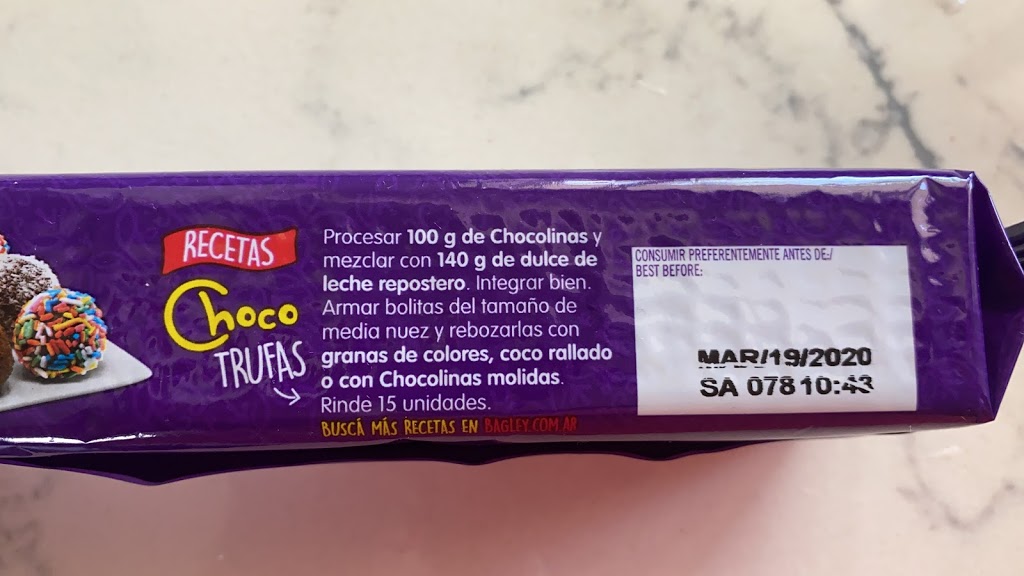 RECETAS
Choco
TRUFAS
Procesar 100 g de Chocolinas y
mezclar con 140 g de dulce de
leche repostero. Integrar bien.
Armar bolitas del tamaño de
media nuez y rebozarlas con
granas de colores, coco rallado
o con Chocolinas molidas.
Rinde 15 unidades.
BUSCÁ MÁS RECETAS EN BAGLEY.COM.AR
CONSUMIR PREFERENTEMENTE ANTES DE:/
BEST BEFORE:
MAR/19/2020
SA 078 10:43